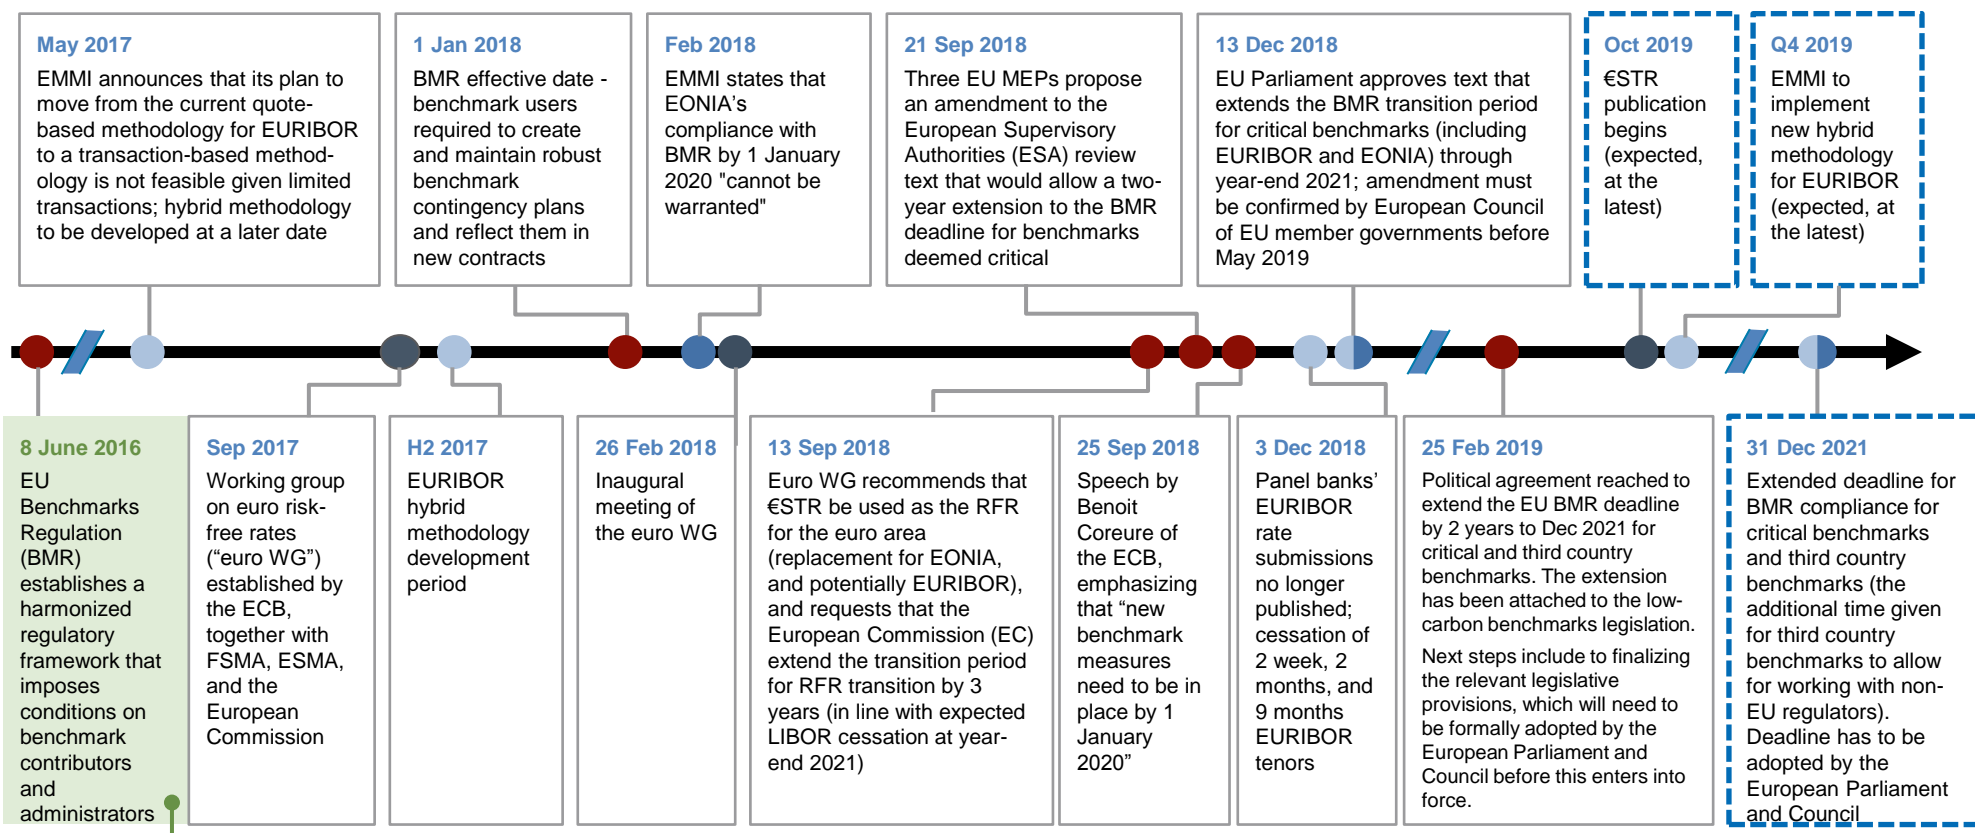 May 2017
EMMI announces that its plan to
move from the current quote-
based methodology for EURIBOR
to a transaction-based method-
ology is not feasible given limited
transactions; hybrid methodology
to be developed at a later date
1 Jan 2018
BMR effective date -
benchmark users
required to create
and maintain robust
benchmark
contingency plans
and reflect them in
new contracts
Feb 2018
EMMI states that
EONIA's
compliance with
BMR by 1 January
2020 "cannot be
warranted"
21 Sep 2018
Three EU MEPs propose
an amendment to the
European Supervisory
Authorities (ESA) review
text that would allow a two-
year extension to the BMR
deadline for benchmarks
deemed critical
13 Dec 2018
EU Parliament approves text that
extends the BMR transition period
for critical benchmarks (including
EURIBOR and EONIA) through
year-end 2021; amendment must
be confirmed by European Council
of EU member governments before
May 2019
Oct 2019
€STR
publication
begins
(expected,
at the
latest)
Q4 2019
EMMI to
implement
new hybrid
methodology
for EURIBOR
(expected, at
the latest)
8 June 2016
EU
Benchmarks
Regulation
(BMR)
establishes a
harmonized
regulatory
framework that
imposes
conditions on
benchmark
contributors
and
administrators
Sep 2017
Working group
on euro risk-
free rates
(“euro WG”)
established by
the ECB,
together with
FSMA, ESMA,
and the
European
Commission
H2 2017
EURIBOR
hybrid
methodology
development
period
26 Feb 2018
Inaugural
meeting of
the euro WG
13 Sep 2018
Euro WG recommends that
€STR be used as the RFR
for the euro area
(replacement for EONIA,
and potentially EURIBOR),
and requests that the
European Commission (EC)
extend the transition period
for RFR transition by 3
years (in line with expected
LIBOR cessation at year-
end 2021)
25 Sep 2018
Speech by
Benoit
Coreure of
the ECB,
emphasizing
that “new
benchmark
measures
need to be in
place by 1
January
2020”
3 Dec 2018
Panel banks’
EURIBOR
rate
submissions
no longer
published;
cessation of
2 week, 2
months, and
9 months
EURIBOR
tenors
25 Feb 2019
Political agreement reached to
extend the EU BMR deadline
by 2 years to Dec 2021 for
critical and third country
benchmarks. The extension
has been attached to the low-
carbon benchmarks legislation.
Next steps include to finalizing
the relevant legislative
provisions, which will need to
be formally adopted by the
European Parliament and
Council before this enters into
force.
31 Dec 2021
Extended deadline for
BMR compliance for
critical benchmarks
and third country
benchmarks (the
additional time given
for third country
benchmarks to allow
for working with non-
EU regulators).
Deadline has to be
adopted by the
European Parliament
and Council